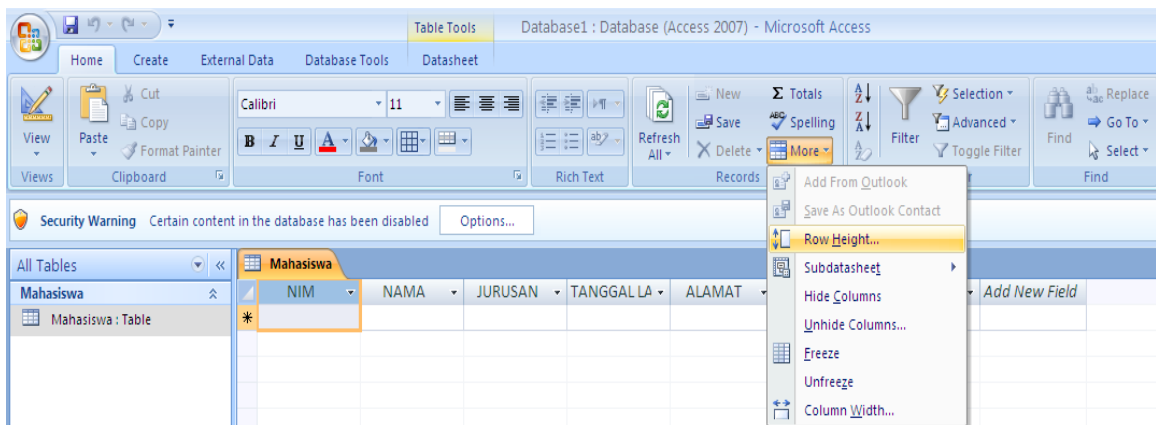 Table Tools Database1 : Database (Access 2007) - Microsoft Access
Home Create External Data Database Tools Datasheet
View
Views
Paste
Cut
Copy
Format Painter
Clipboard
Calibri 11
B I U A
Font
ab
Rich Text
Refresh
All
New
Save
Delete
Σ Totals
ABC Spelling
More
Records
A Z
Z A
Filter
Selection
Advanced
Toggle Filter
r
Find
ab ac Replace
Go To
Select
Find
Security Warning Certain content in the database has been disabled Options...
All Tables «
Mahasiswa
Mahasiswa : Table
Mahasiswa
NIM NAMA JURUSAN TANGGAL LA ALAMAT Add New Field
*
Add From Outlook
Save As Outlook Contact
Row Height...
Subdatasheet
Hide Columns
Unhide Columns...
Freeze
Unfreeze
Column Width...